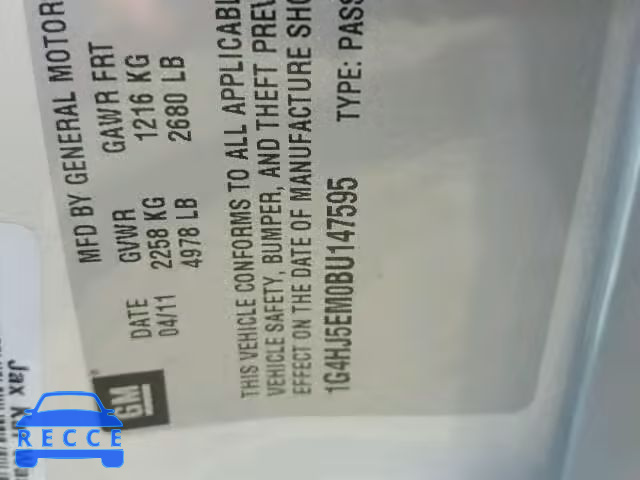 MFD BY GENERAL MOTOR
DATE GVWR GAWR FRT
04/11 2258 KG 1216 KG
4978 LB 2680 LB
THIS VEHICLE CONFORMS TO ALL APPLICABL
VEHICLE SAFETY, BUMPER, AND THEFT PREV
EFFECT ON THE DATE OF MANUFACTURE SHO
1G4HJ5EM0BU147595 TYPE: PASS
GM
Jax
RECCE